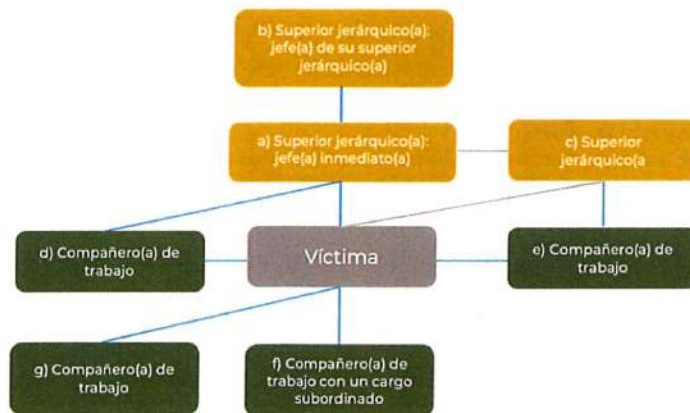 b) Superior jerárquico(a):
jefe(a) de su superior
jerárquico(a)
a) Superior jerárquico(a):
jefe(a) inmediato(a)
c) Superior
jerárquico(a
d) Compañero(a) de
trabajo
Víctima
e) Compañero(a) de
trabajo
g) Compañero(a) de
trabajo
f) Compañero(a) de
trabajo con un cargo
subordinado